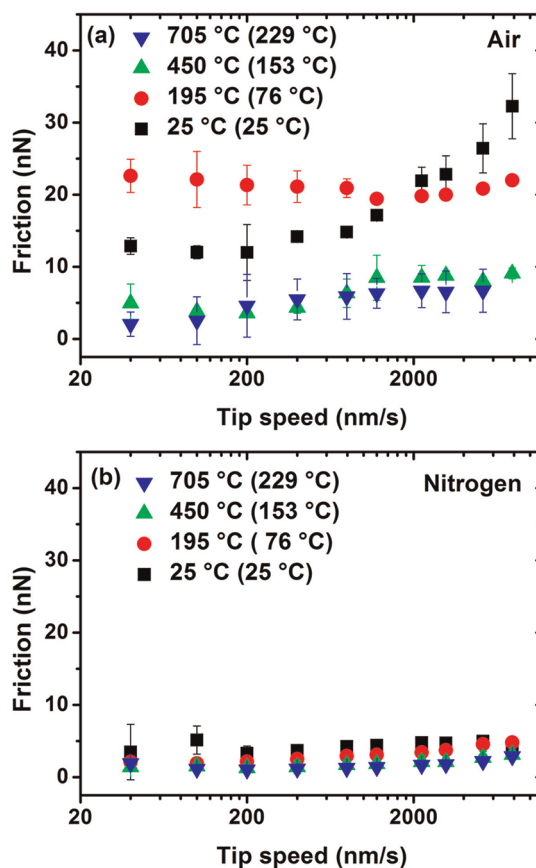 (a)
705 °C (229 °C)
Air
450 °C (153 °C)
195 °C (76 °C)
25 °C (25 °C)
Friction (nN)
40
30
20
10
0
20
200
2000
Tip speed (nm/s)
(b)
705 °C (229 °C)
Nitrogen
450 °C (153 °C)
195 °C ( 76 °C)
25 °C (25 °C)
Friction (nN)
40
30
20
10
0
20
200
2000
Tip speed (nm/s)